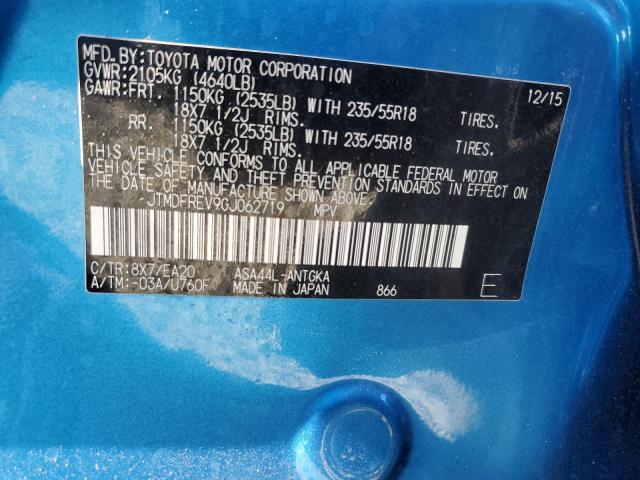 MFD. BY: TOYOTA MOTOR CORPORATION 12/15
GVWR: 2105KG (4640LB)
GAWR: FRT. 1150KG (2535LB) WITH 235/55R18 TIRES.
18X7 1/2J RIMS.
RR. 1150KG (2535LB) WITH 235/55R18 TIRES.
18X7 1/2J RIMS.
THIS VEHICLE CONFORMS TO ALL APPLICABLE FEDERAL MOTOR
VEHICLE SAFETY AND THEFT PREVENTION STANDARDS IN EFFECT ON
THE DATE OF MANUFACTURE SHOWN ABOVE.
JTMDFREV9GJ062719 MPV
C/TR: 8X7/EA20 ASA44L-ANTGKA
A/TM: -03A/U760F MADE IN JAPAN 866 E